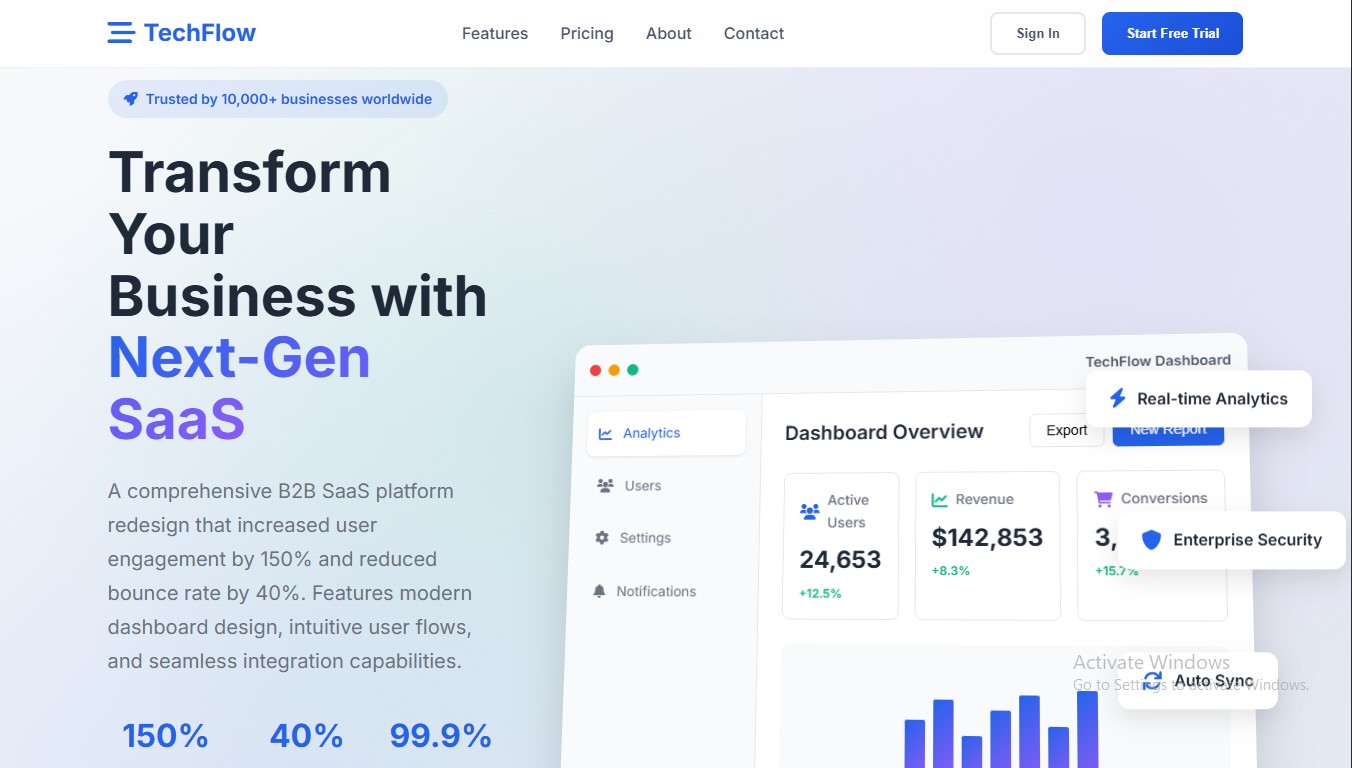 TechFlow
Features
Pricing
About
Contact
Sign In
Start Free Trial
Trusted by 10,000+ businesses worldwide
Transform
Your
Business with
Next-Gen
SaaS
A comprehensive B2B SaaS platform
redesign that increased user
engagement by 150% and reduced
bounce rate by 40%. Features modern
dashboard design, intuitive user flows,
and seamless integration capabilities.
150%
40%
99.9%
TechFlow Dashboard
Real-time Analytics
Analytics
Users
Settings
Notifications
Dashboard Overview
Export
New Report
Active
Users
24,653
+12.5%
Revenue
$142,853
+8.3%
Conversions
3,
+15.7%
Enterprise Security
Auto Sync
Activate Windows
Go to Settings to activate Windows.